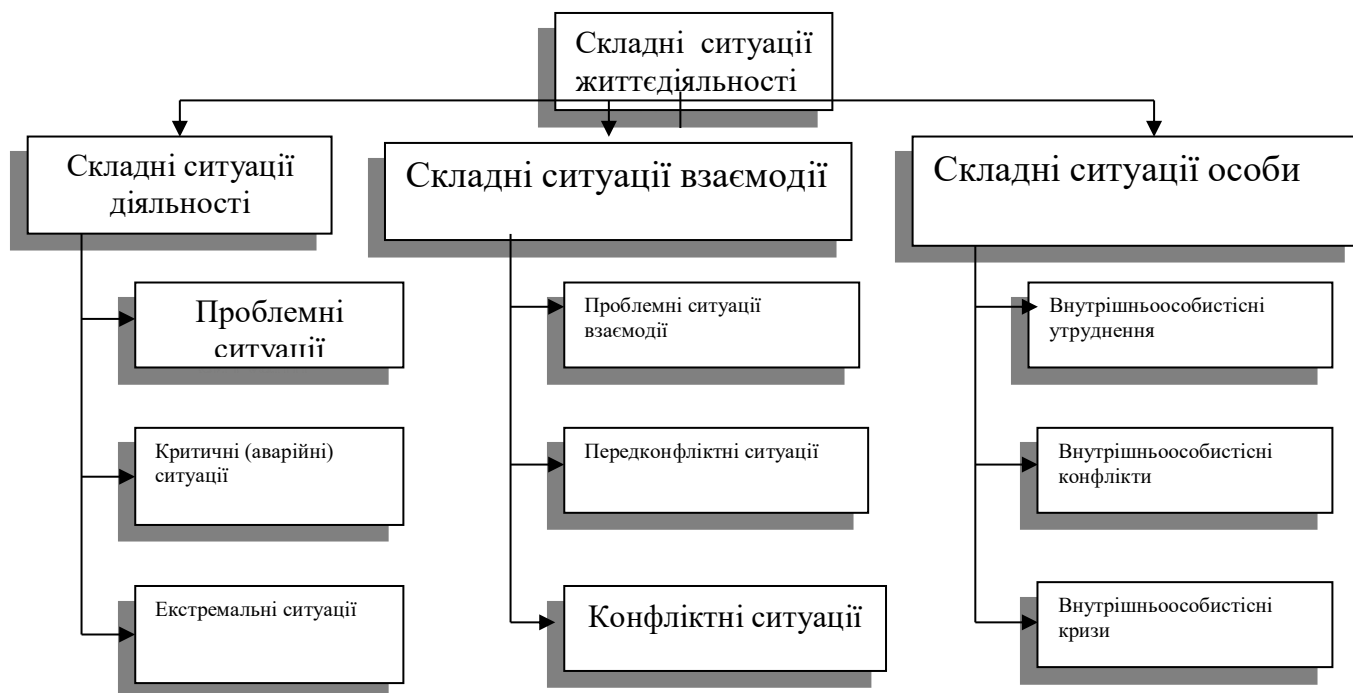 Складні ситуації
життєдіяльності
Складні ситуації
діяльності
Складні ситуації взаємодії
Складні ситуації особи
Проблемні
ситуації
Проблемні ситуації
взаємодії
Внутрішньоособистісні
утруднення
Критичні (аварійні)
ситуації
Передконфліктні ситуації
Внутрішньоособистісні
конфлікти
Екстремальні ситуації
Конфліктні ситуації
Внутрішньоособистісні
кризи